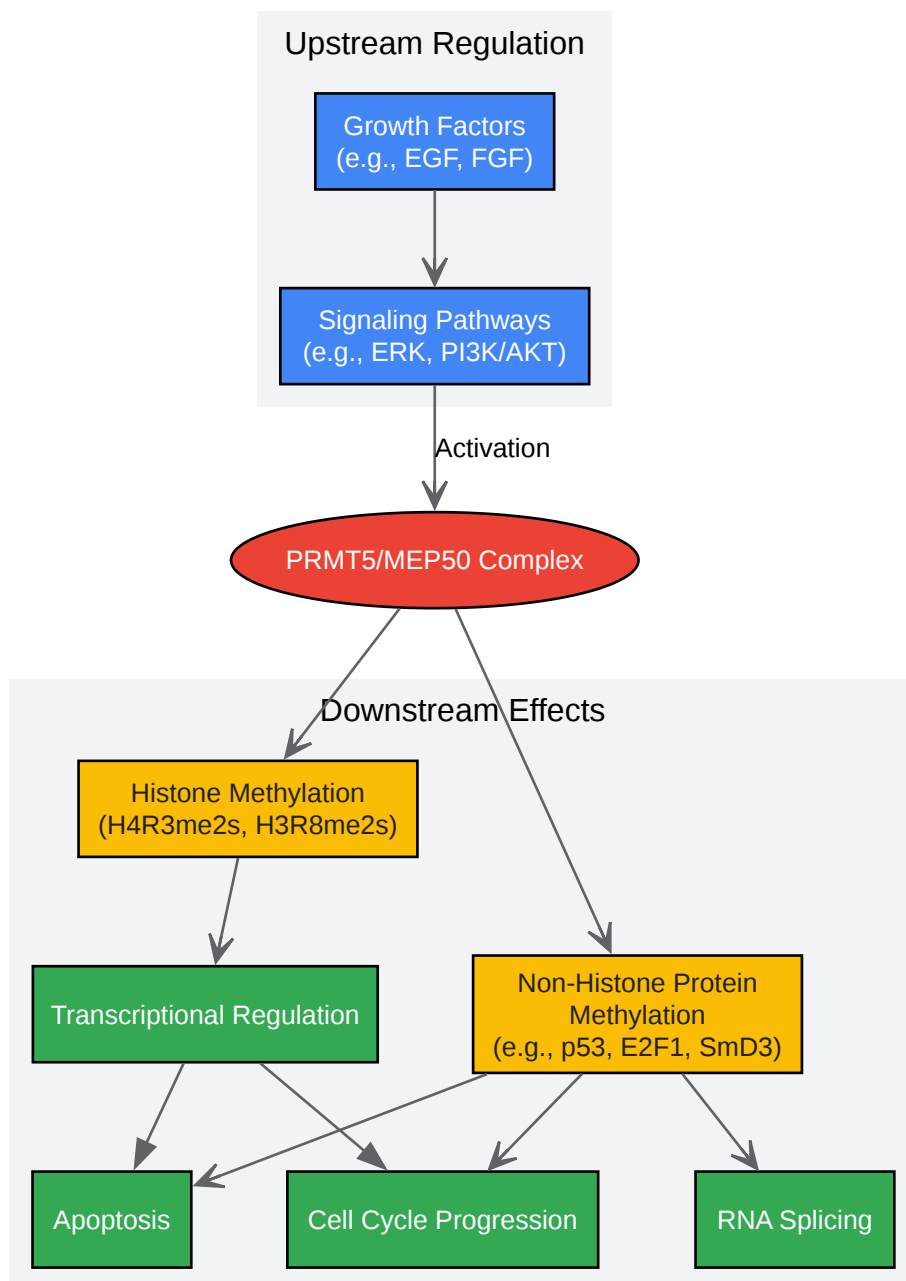 Upstream Regulation
Growth Factors
(e.g., EGF, FGF)
Signaling Pathways
(e.g., ERK, PI3K/AKT)
Activation
PRMT5/MEP50 Complex
Downstream Effects
Histone Methylation
(H4R3me2s, H3R8me2s)
Transcriptional Regulation
Non-Histone Protein
Methylation
(e.g., p53, E2F1, SmD3)
Apoptosis
Cell Cycle Progression
RNA Splicing